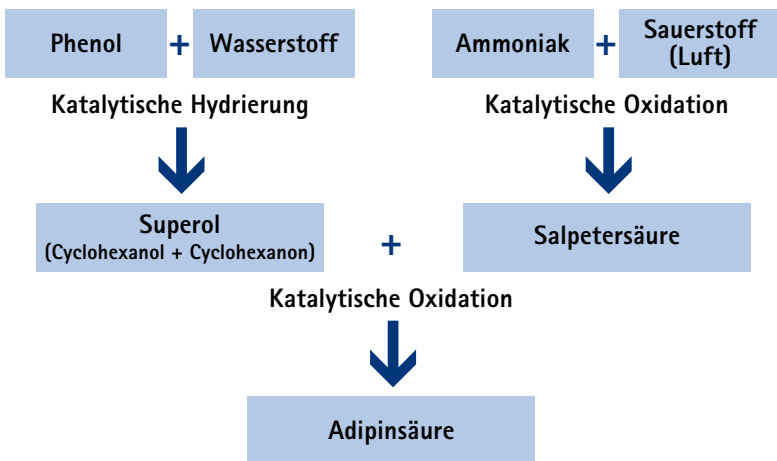 Phenol + Wasserstoff
Ammoniak + Sauerstoff
(Luft)
Katalytische Hydrierung
Katalytische Oxidation
Superol
(Cyclohexanol + Cyclohexanon)
+
Salpetersäure
Katalytische Oxidation
Adipinsäure